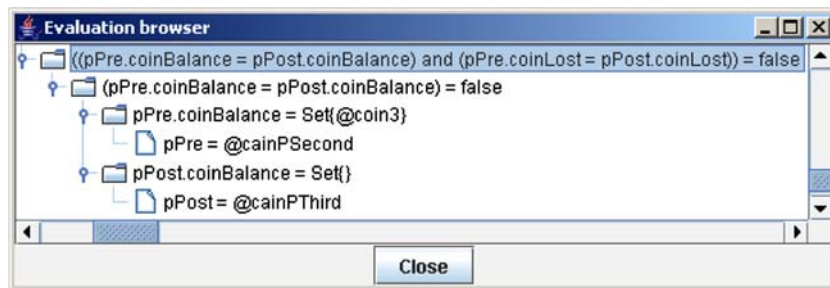 Evaluation browser
((pPre.coinBalance = pPost.coinBalance) and (pPre.coinLost = pPost.coinLost)) = false
(pPre.coinBalance = pPost.coinBalance) = false
pPre.coinBalance = Set{@coin3}
pPre = @cainPSecond
pPost.coinBalance = Set{}
pPost = @cainPThird
Close